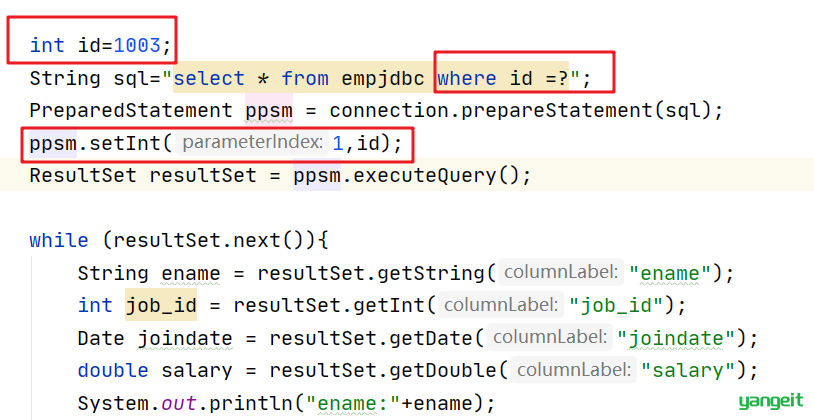 int id=1003;
String sql="select * from empjdbc where id =?";
PreparedStatement ppsm = connection.prepareStatement(sql);
ppsm.setInt( parameterIndex: 1,id);
ResultSet resultSet = ppsm.executeQuery();
while (resultSet.next()){
String ename = resultSet.getString( columnLabel: "ename");
int job_id = resultSet.getInt( columnLabel: "job_id");
Date joindate = resultSet.getDate( columnLabel: "joindate");
double salary = resultSet.getDouble( columnLabel: "salary");
System.out.println("ename:"+ename);
yangeit